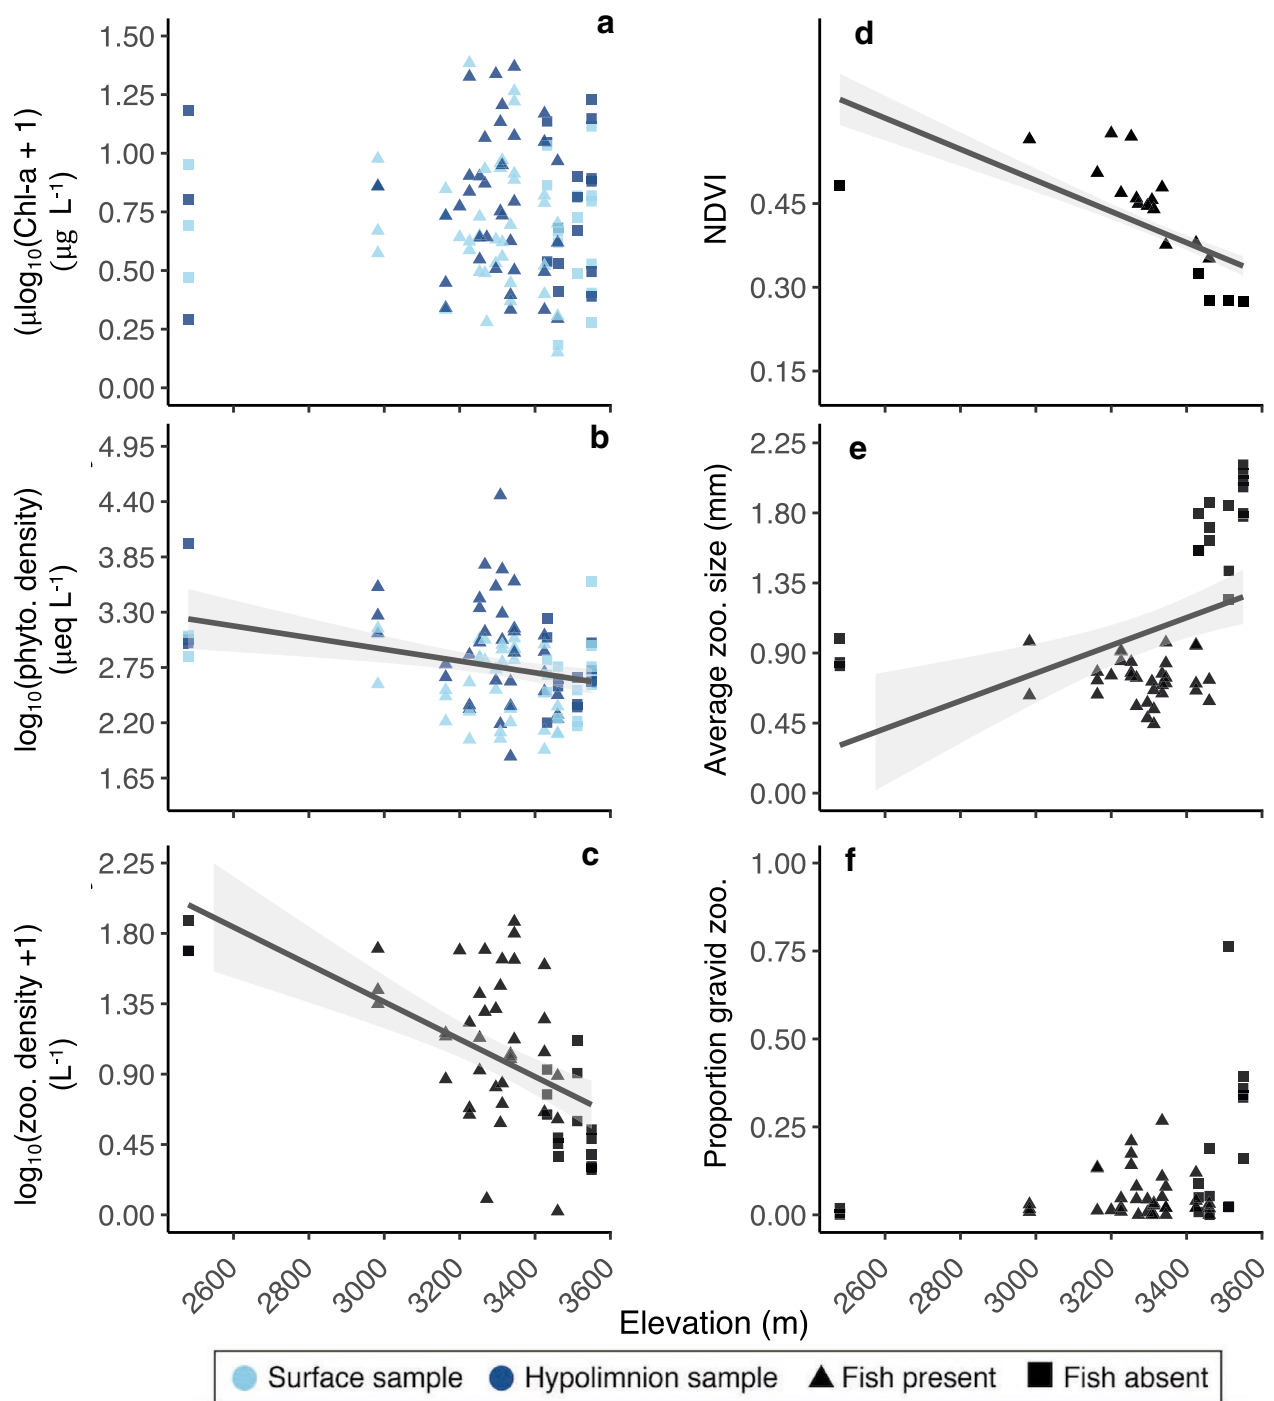 a
1.50
1.25
1.00
0.75
0.50
0.25
0.00
(µlog10(Chl-a + 1)
(µg L-1)
b
4.95
4.40
3.85
3.30
2.75
2.20
1.65
log10(phyto. density)
(µeq L-1)
c
2.25
1.80
1.35
0.90
0.45
0.00
log10(zoo. density +1)
(L-1)
2600
2800
3000
3200
3400
3600
d
0.45
0.30
0.15
NDVI
e
2.25
1.80
1.35
0.90
0.45
0.00
Average zoo. size (mm)
f
1.00
0.75
0.50
0.25
0.00
Proportion gravid zoo.
2600
2800
3000
3200
3400
3600
Elevation (m)
Surface sample Hypolimnion sample Fish present Fish absent